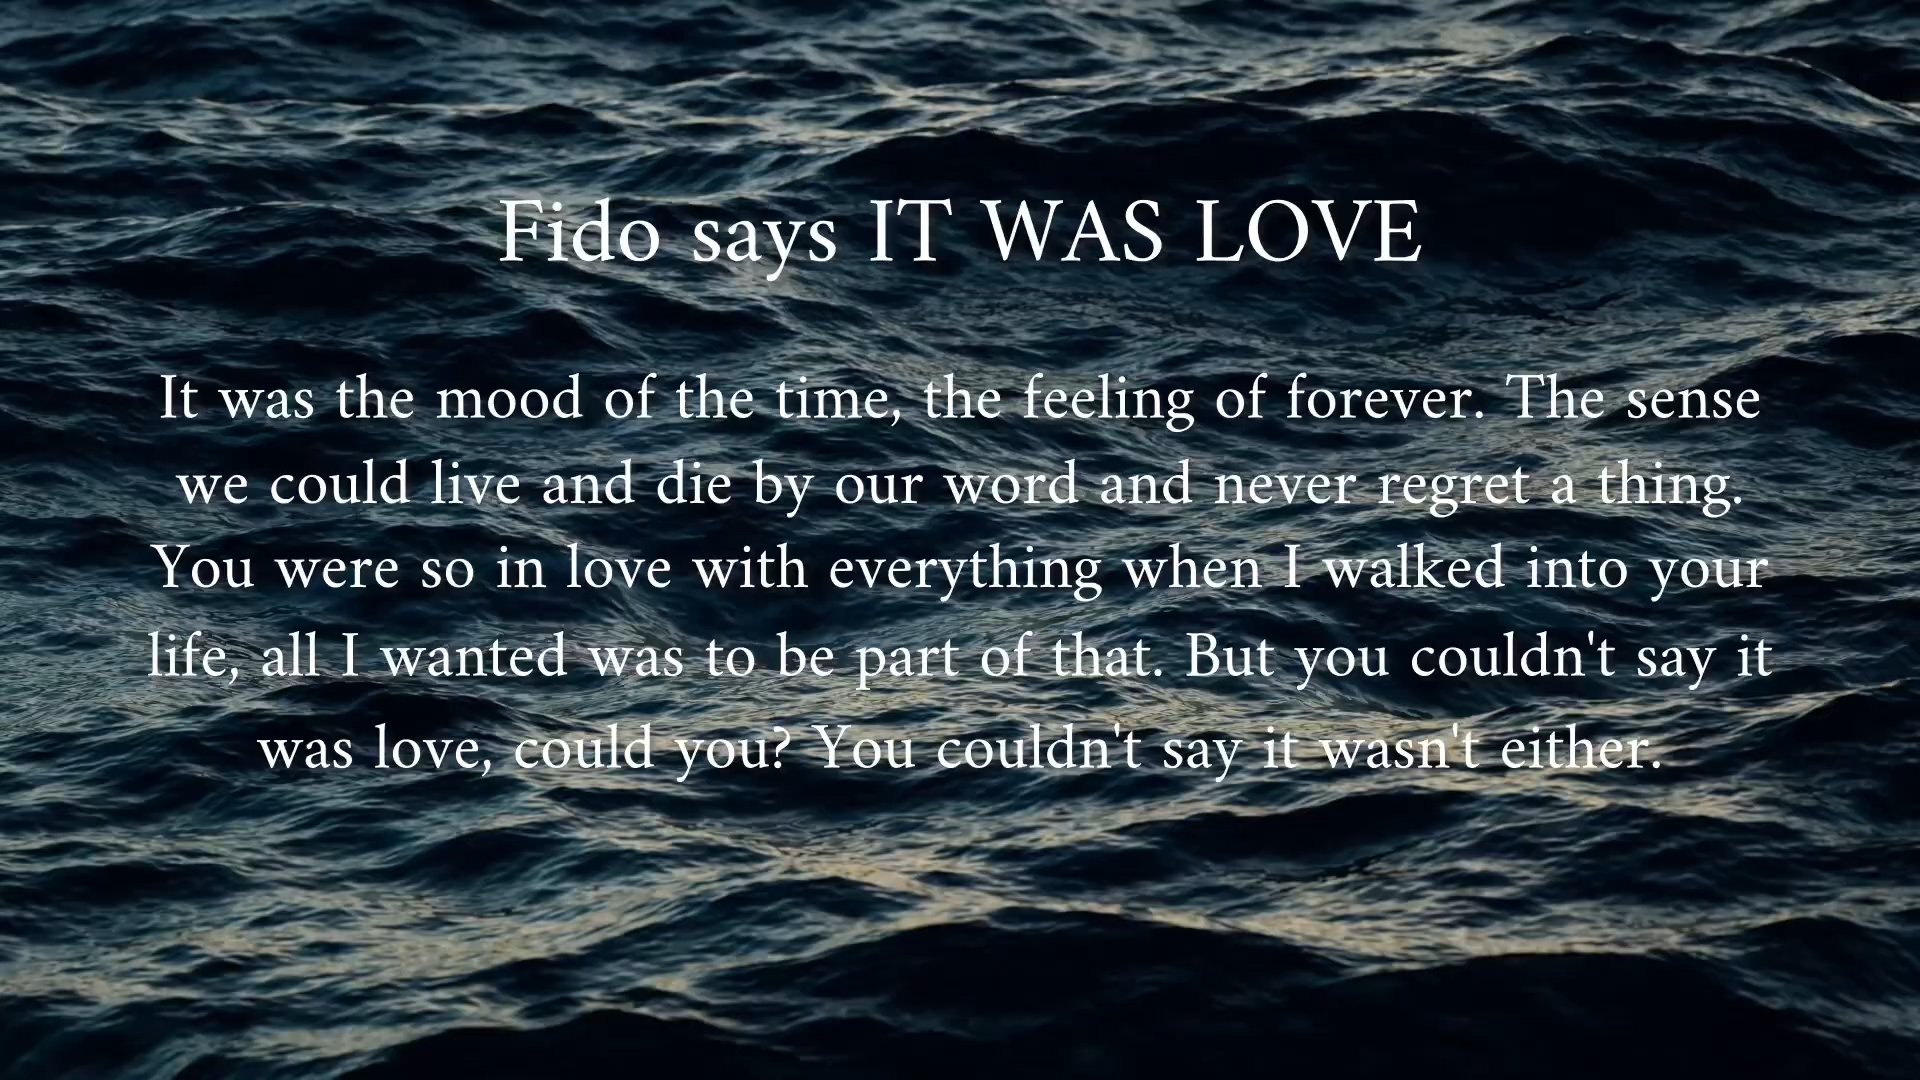 Fido says IT WAS LOVE
It was the mood of the time, the feeling of forever. The sense
we could live and die by our word and never regret a thing.
You were so in love with everything when I walked into your
life, all I wanted was to be part of that. But you couldn't say it
was love, could you? You couldn't say it wasn't either.